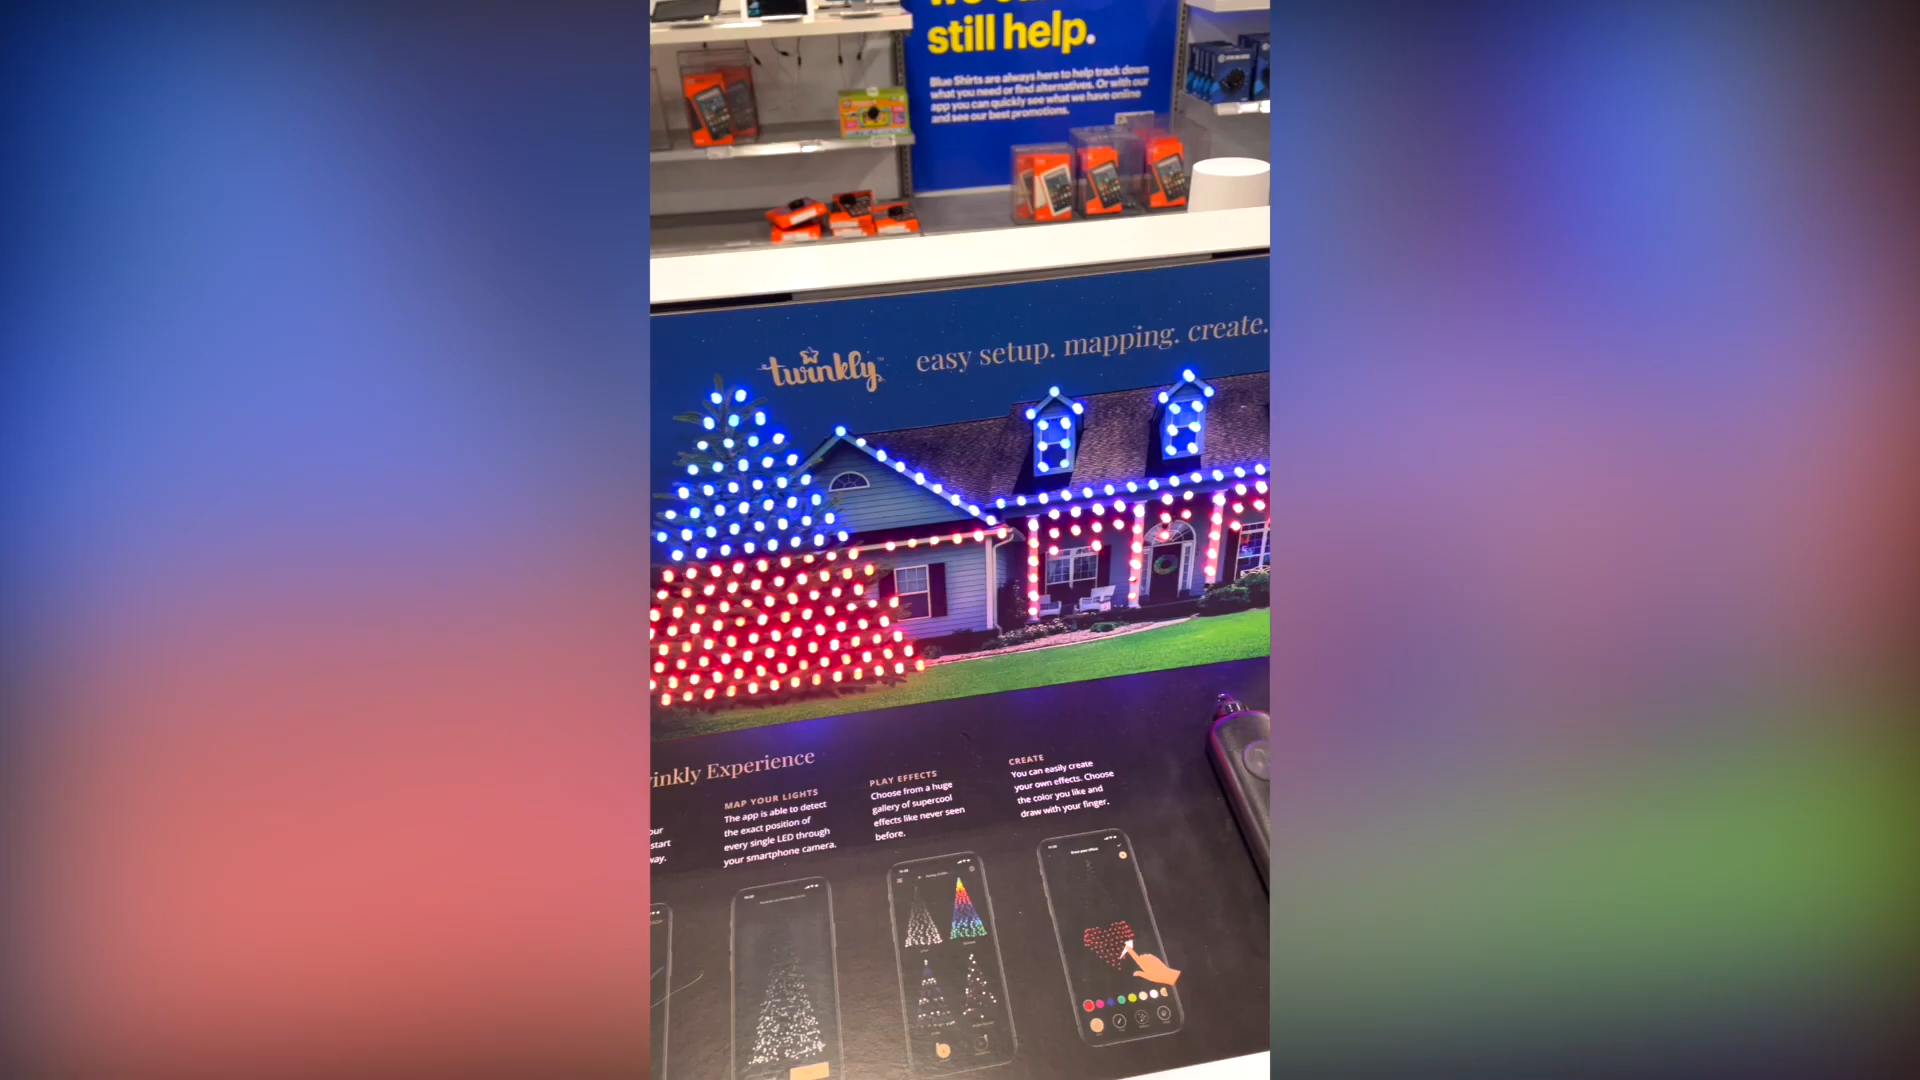 still help.
Blue Shirts are always here to help track down
what you need or find alternatives. Or with our
app you can quickly see what we have online
and see our best promotions.
twinkly™
easy setup. mapping. create.
inkly Experience
MAP YOUR LIGHTS
The app is able to detect
the exact position of
every single LED through
your smartphone camera.
PLAY EFFECTS
Choose from a huge
gallery of supercool
effects like never seen
before.
CREATE
You can easily create
your own effects. Choose
the color you like and
draw with your finger.
our
start
way.